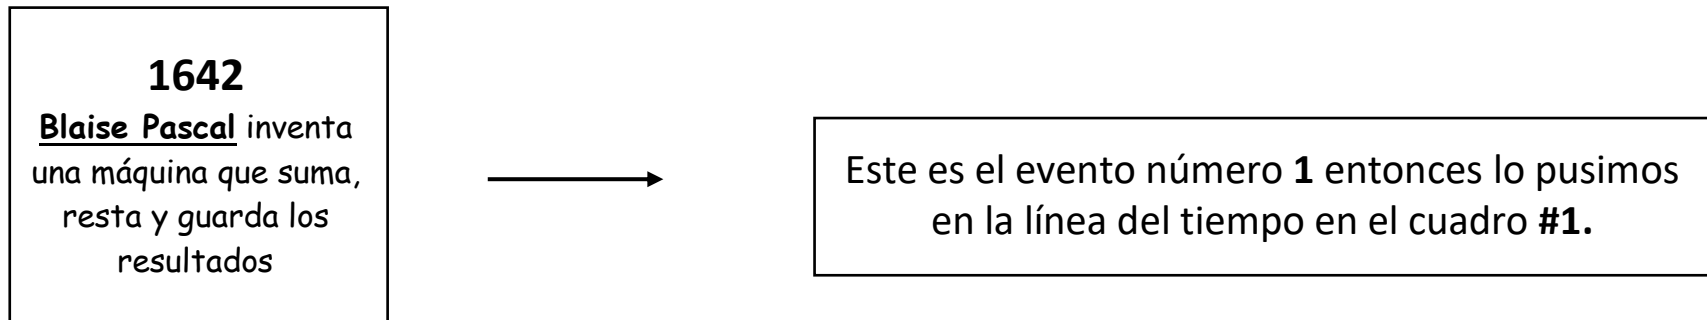 1642
Blaise Pascal inventa
una máquina que suma,
resta y guarda los
resultados
Este es el evento número 1 entonces lo pusimos
en la línea del tiempo en el cuadro #1.